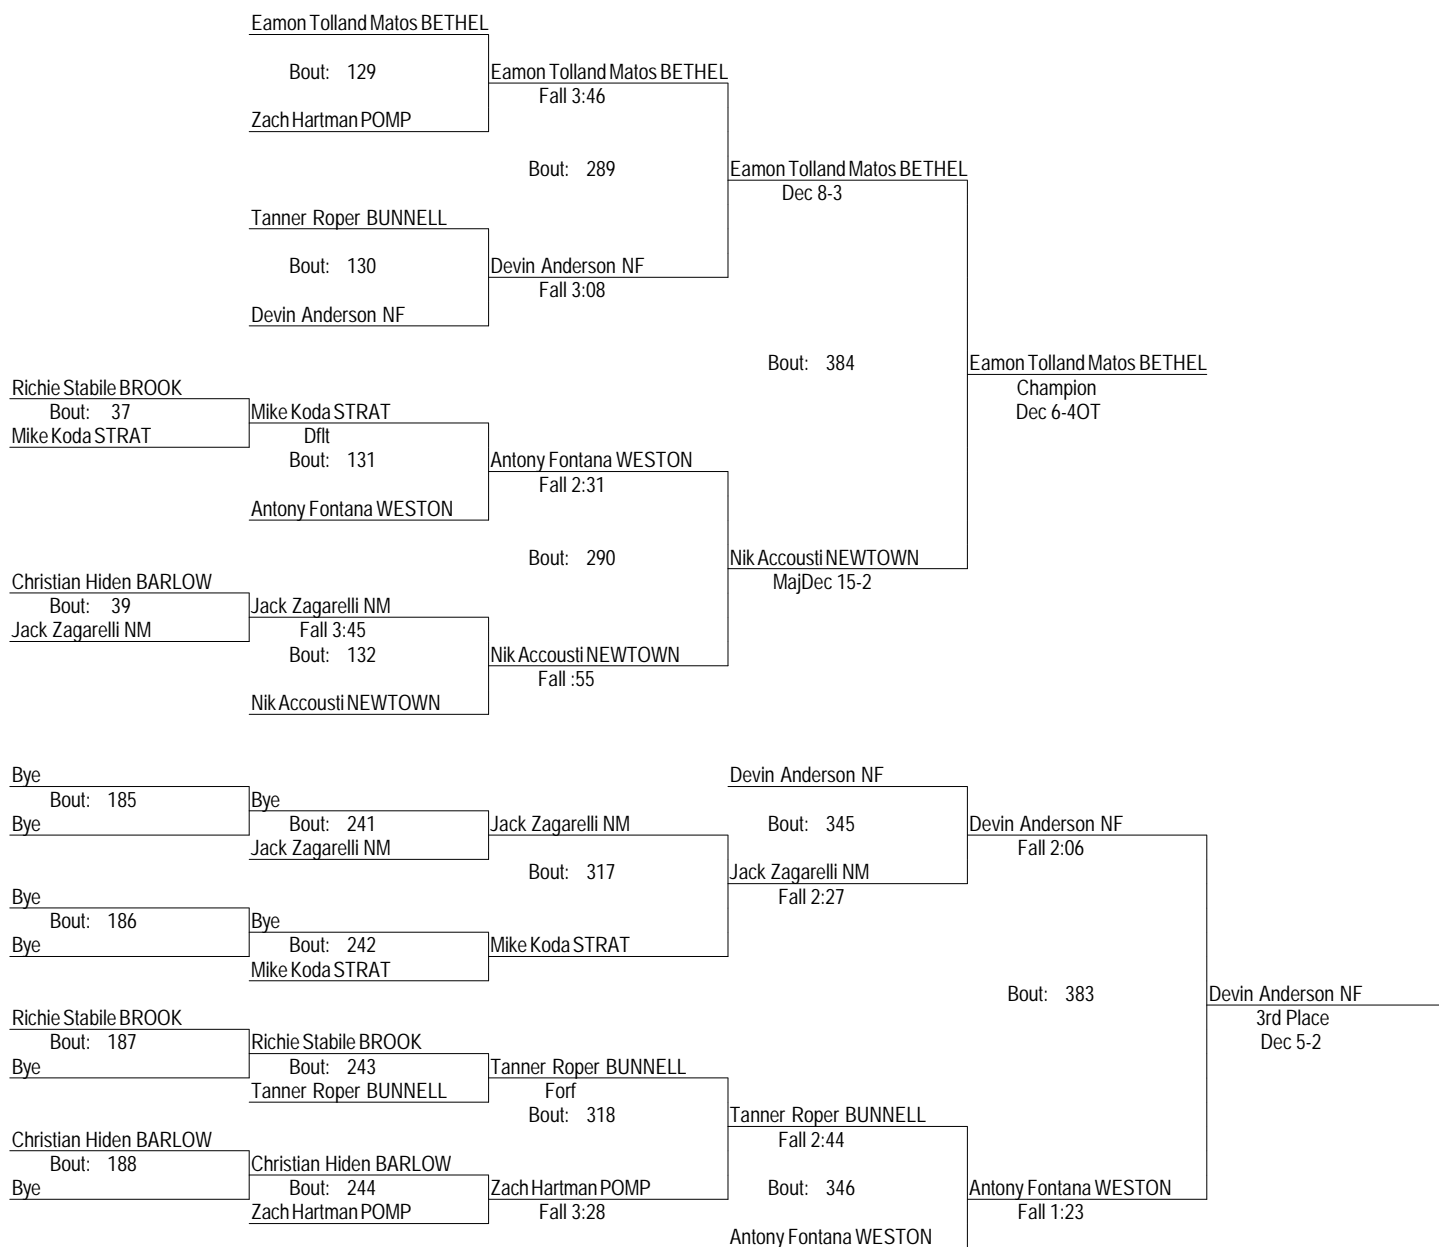 Eamon Tolland Matos BETHEL
Bout: 129
Eamon Tolland Matos BETHEL
Fall 3:46
Zach Hartman POMP
Bout: 289
Eamon Tolland Matos BETHEL
Dec 8-3
Tanner Roper BUNNELL
Bout: 130
Devin Anderson NF
Fall 3:08
Devin Anderson NF
Bout: 384
Eamon Tolland Matos BETHEL
Champion
Dec 6-4OT
Richie Stabile BROOK
Bout: 37
Mike Koda STRAT
Mike Koda STRAT
Dflt
Bout: 131
Antony Fontana WESTON
Fall 2:31
Antony Fontana WESTON
Bout: 290
Nik Accousti NEWTOWN
MajDec 15-2
Christian Hiden BARLOW
Bout: 39
Jack Zagarelli NM
Jack Zagarelli NM
Fall 3:45
Bout: 132
Nik Accousti NEWTOWN
Fall :55
Nik Accousti NEWTOWN
Bye
Bout: 185
Bye
Bye
Bout: 241
Jack Zagarelli NM
Jack Zagarelli NM
Devin Anderson NF
Bout: 345
Devin Anderson NF
Fall 2:06
Bout: 317
Jack Zagarelli NM
Fall 2:27
Bye
Bout: 186
Bye
Bye
Bout: 242
Mike Koda STRAT
Mike Koda STRAT
Bout: 383
Devin Anderson NF
3rd Place
Dec 5-2
Richie Stabile BROOK
Bout: 187
Bye
Richie Stabile BROOK
Bout: 243
Tanner Roper BUNNELL
Tanner Roper BUNNELL
Forf
Bout: 318
Tanner Roper BUNNELL
Fall 2:44
Christian Hiden BARLOW
Bout: 188
Bye
Christian Hiden BARLOW
Bout: 244
Zach Hartman POMP
Zach Hartman POMP
Fall 3:28
Bout: 346
Antony Fontana WESTON
Fall 1:23
Antony Fontana WESTON